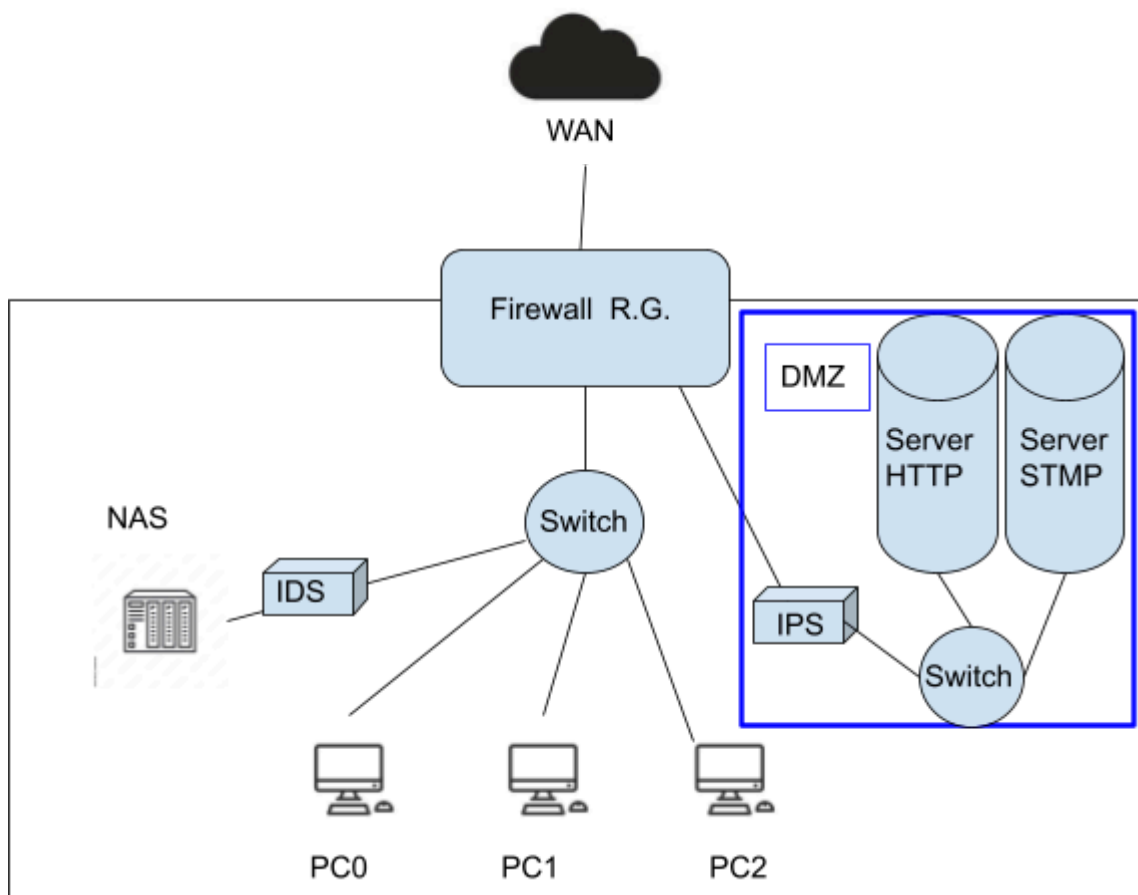 WAN
Firewall  R.G.
DMZ
Server
HTTP
Server
STMP
NAS
Switch
IDS
IPS
Switch
PC0
PC1
PC2